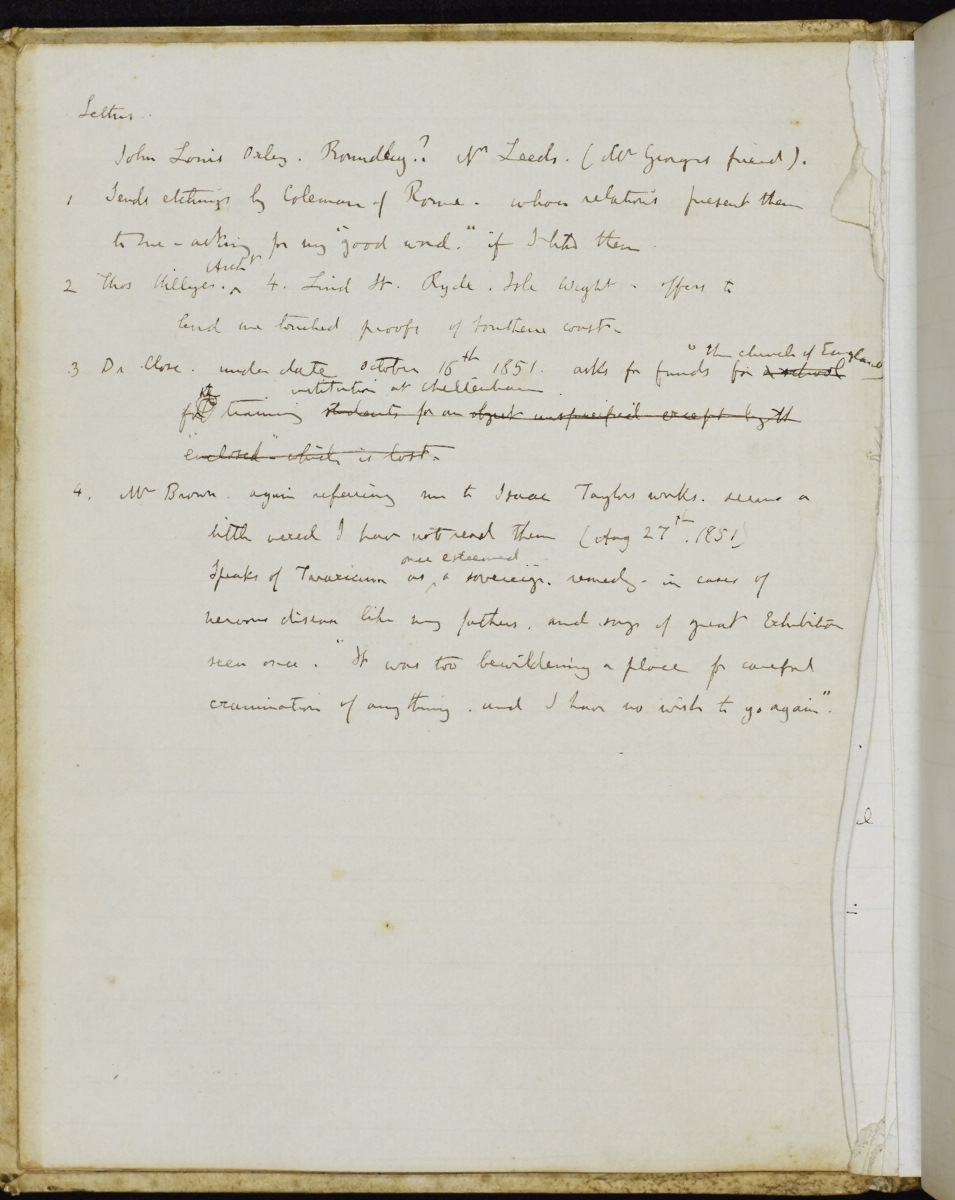 Letters.
John Louis Oxley. Roundhay? Nr Leeds. (Mr George's friend).
1 Sends etchings by Coleman of Rome - whose relations present them
to me - asking for my "good word." if I like them
Archt
2 Thos Hillyer. ^ 4. Lind St. Ryde. Isle Wight - offers to
lend me touched proofs of Southern coast -
"the church of England
3 Dr Close. under date October 16th 1851. asks for funds for a school
institution at Cheltenham
for training students for an object unspecified except by th
"enclosed" which is lost -
4. Mr Brown. again referring me to Isaac Taylors works. seems a
little vexed I have not read them (Aug 27th. 1851)
once esteemed
Speaks of Taraxicum as ^ a sovereign. remedy - in cases of
nervous disease like my fathers. and says of great Exhibition
seen once. "It was too bewildering a place for careful
examination of anything. and I have no wish to go again".